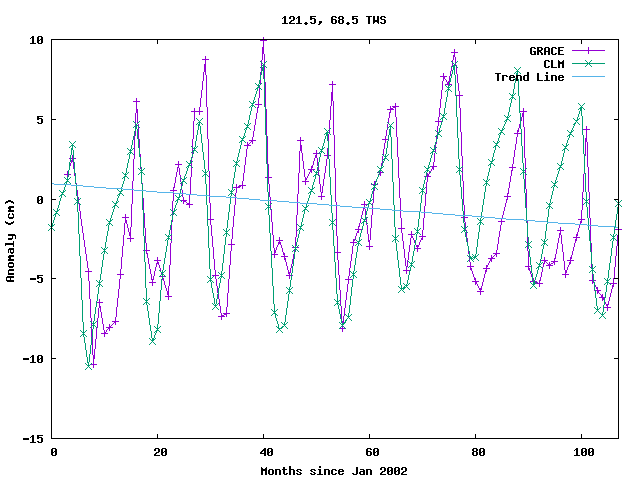 121.5, 68.5 TWS
GRACE
CLM
Trend Line
10
5
0
-5
-10
-15
Anomaly (cm)
0 20 40 60 80 100
Months since Jan 2002